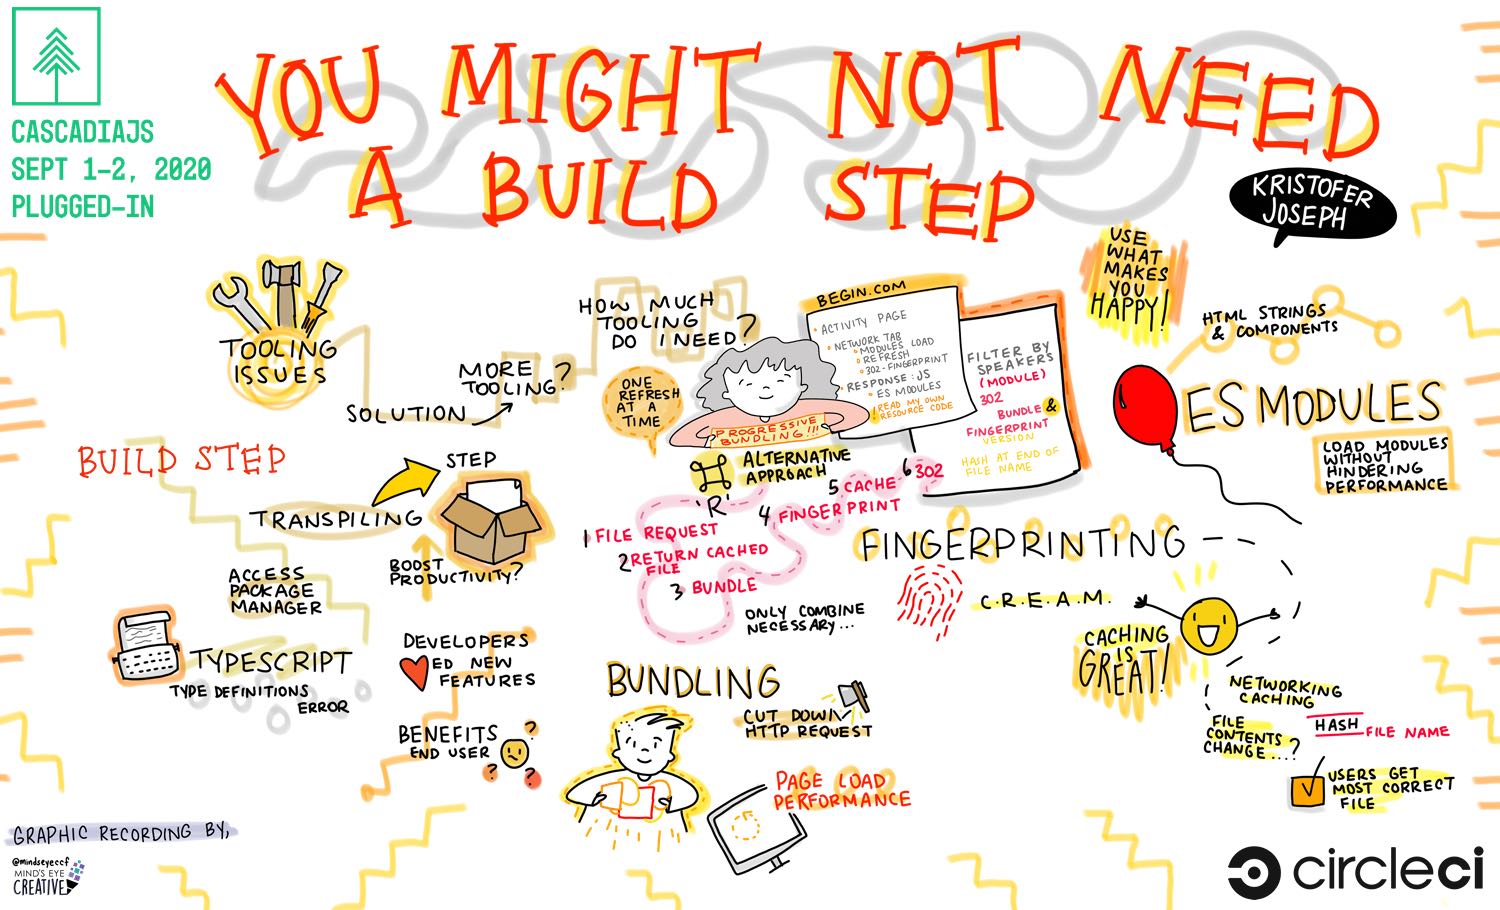 CASCADIAJS
SEPT 1-2, 2020
PLUGGED-IN
YOU MIGHT NOT NEED
A BUILD STEP
KRISTOFER
JOSEPH
TOOLING
ISSUES
SOLUTION
MORE
TOOLING?
BUILD STEP
STEP
TRANSPILING
BOOST
PRODUCTIVITY?
ACCESS
PACKAGE
MANAGER
TYPESCRIPT
TYPE DEFINITIONS
ERROR
DEVELOPERS
ED NEW
FEATURES
BENEFITS
END USER
?
?
?
HOW MUCH
TOOLING
DO I NEED?
ONE
REFRESH
AT A
TIME
PROGRESSIVE
BUNDLING!!!
BEGIN.COM
• ACTIVITY PAGE
• NETWORK TAB
MODULES LOAD
REFRESH
302-FINGERPRINT
• RESPONSE: JS
ES MODULES
! READ MY OWN
RESOURCE CODE
FILTER BY
SPEAKERS
(MODULE)
302
BUNDLE &
FINGERPRINT
VERSION
HASH AT END OF
FILE NAME
⌘ ALTERNATIVE
APPROACH
'R'
1 FILE REQUEST
2 RETURN CACHED
FILE
3 BUNDLE
4 FINGERPRINT
5 CACHE
6 302
ONLY COMBINE
NECESSARY...
BUNDLING
CUT DOWN
HTTP REQUEST
PAGE LOAD
PERFORMANCE
USE
WHAT
MAKES
YOU
HAPPY!
HTML STRINGS
& COMPONENTS
ES MODULES
LOAD MODULES
WITHOUT
HINDERING
PERFORMANCE
FINGERPRINTING
C.R.E.A.M.
CACHING
IS
GREAT!
NETWORKING
CACHING
FILE
CONTENTS
CHANGE....?
HASH
FILE NAME
USERS GET
MOST CORRECT
FILE
GRAPHIC RECORDING BY,
@mindseyeccf
MIND'S EYE
CREATIVE
circleci